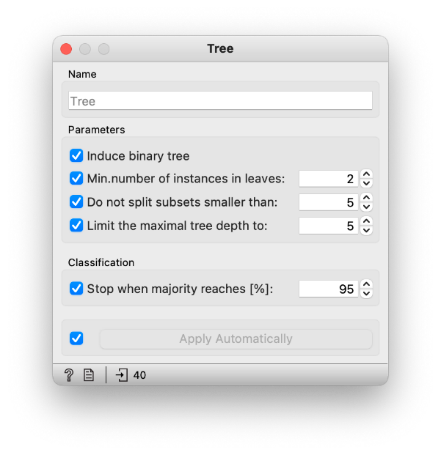 Tree
Name
Tree
Parameters
Induce binary tree
Min.number of instances in leaves: 2
Do not split subsets smaller than: 5
Limit the maximal tree depth to: 5
Classification
Stop when majority reaches [%]: 95
Apply Automatically
? 40